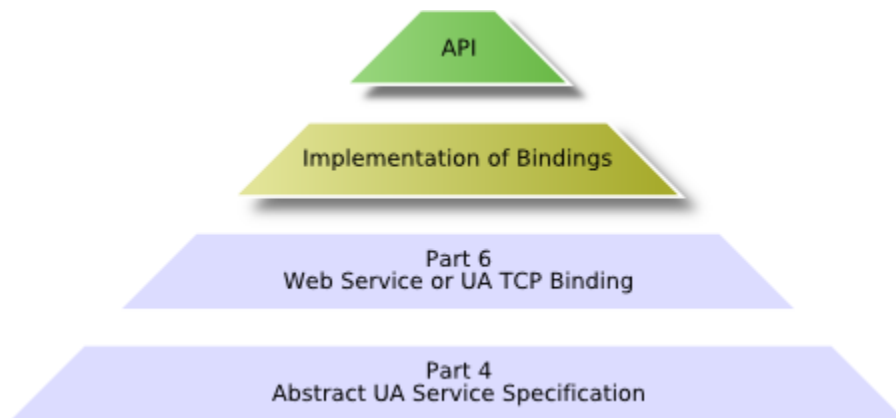 API
Implementation of Bindings
Part 6
Web Service or UA TCP Binding
Part 4
Abstract UA Service Specification